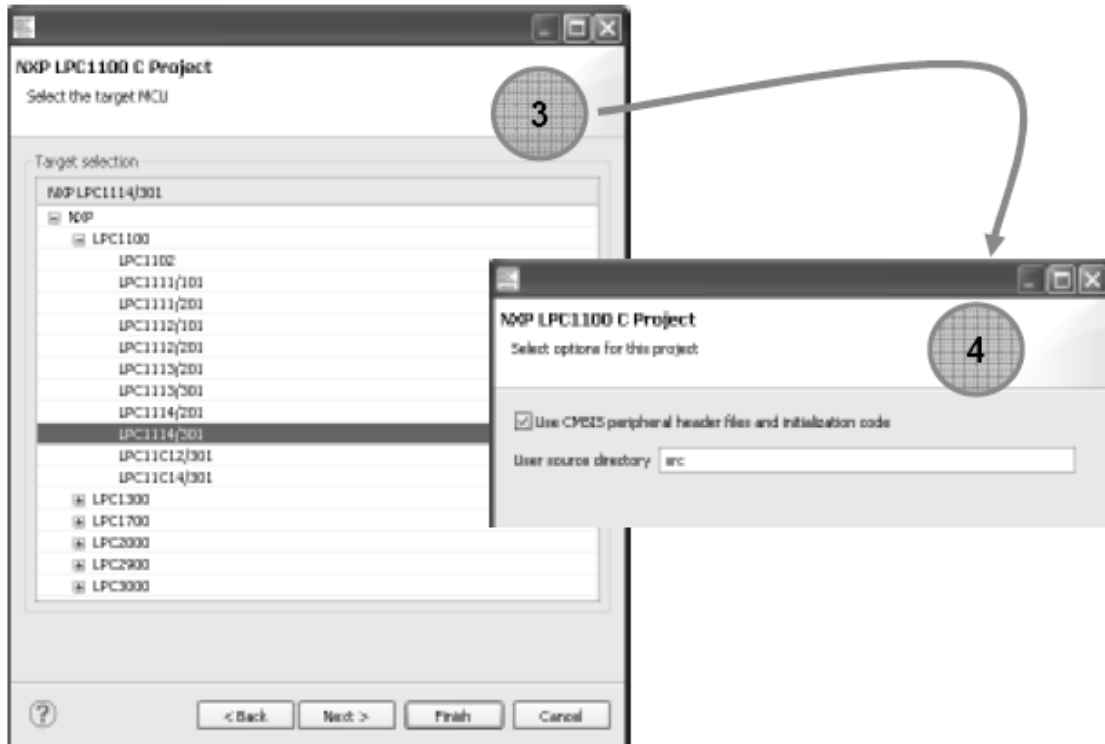 NXP LPC1100 C Project
Select the target MCU
3
Target selection
NXP LPC1114/301
NXP
LPC1100
LPC1102
LPC1111/101
LPC1111/201
LPC1112/101
LPC1112/201
LPC1113/201
LPC1113/301
LPC1114/201
LPC1114/301
LPC11C12/301
LPC11C14/301
LPC1300
LPC1700
LPC2000
LPC2900
LPC3000
?
< Back
Next >
Finish
Cancel
NXP LPC1100 C Project
Select options for this project
4
Use CMSIS peripheral header files and initialization code
User source directory src